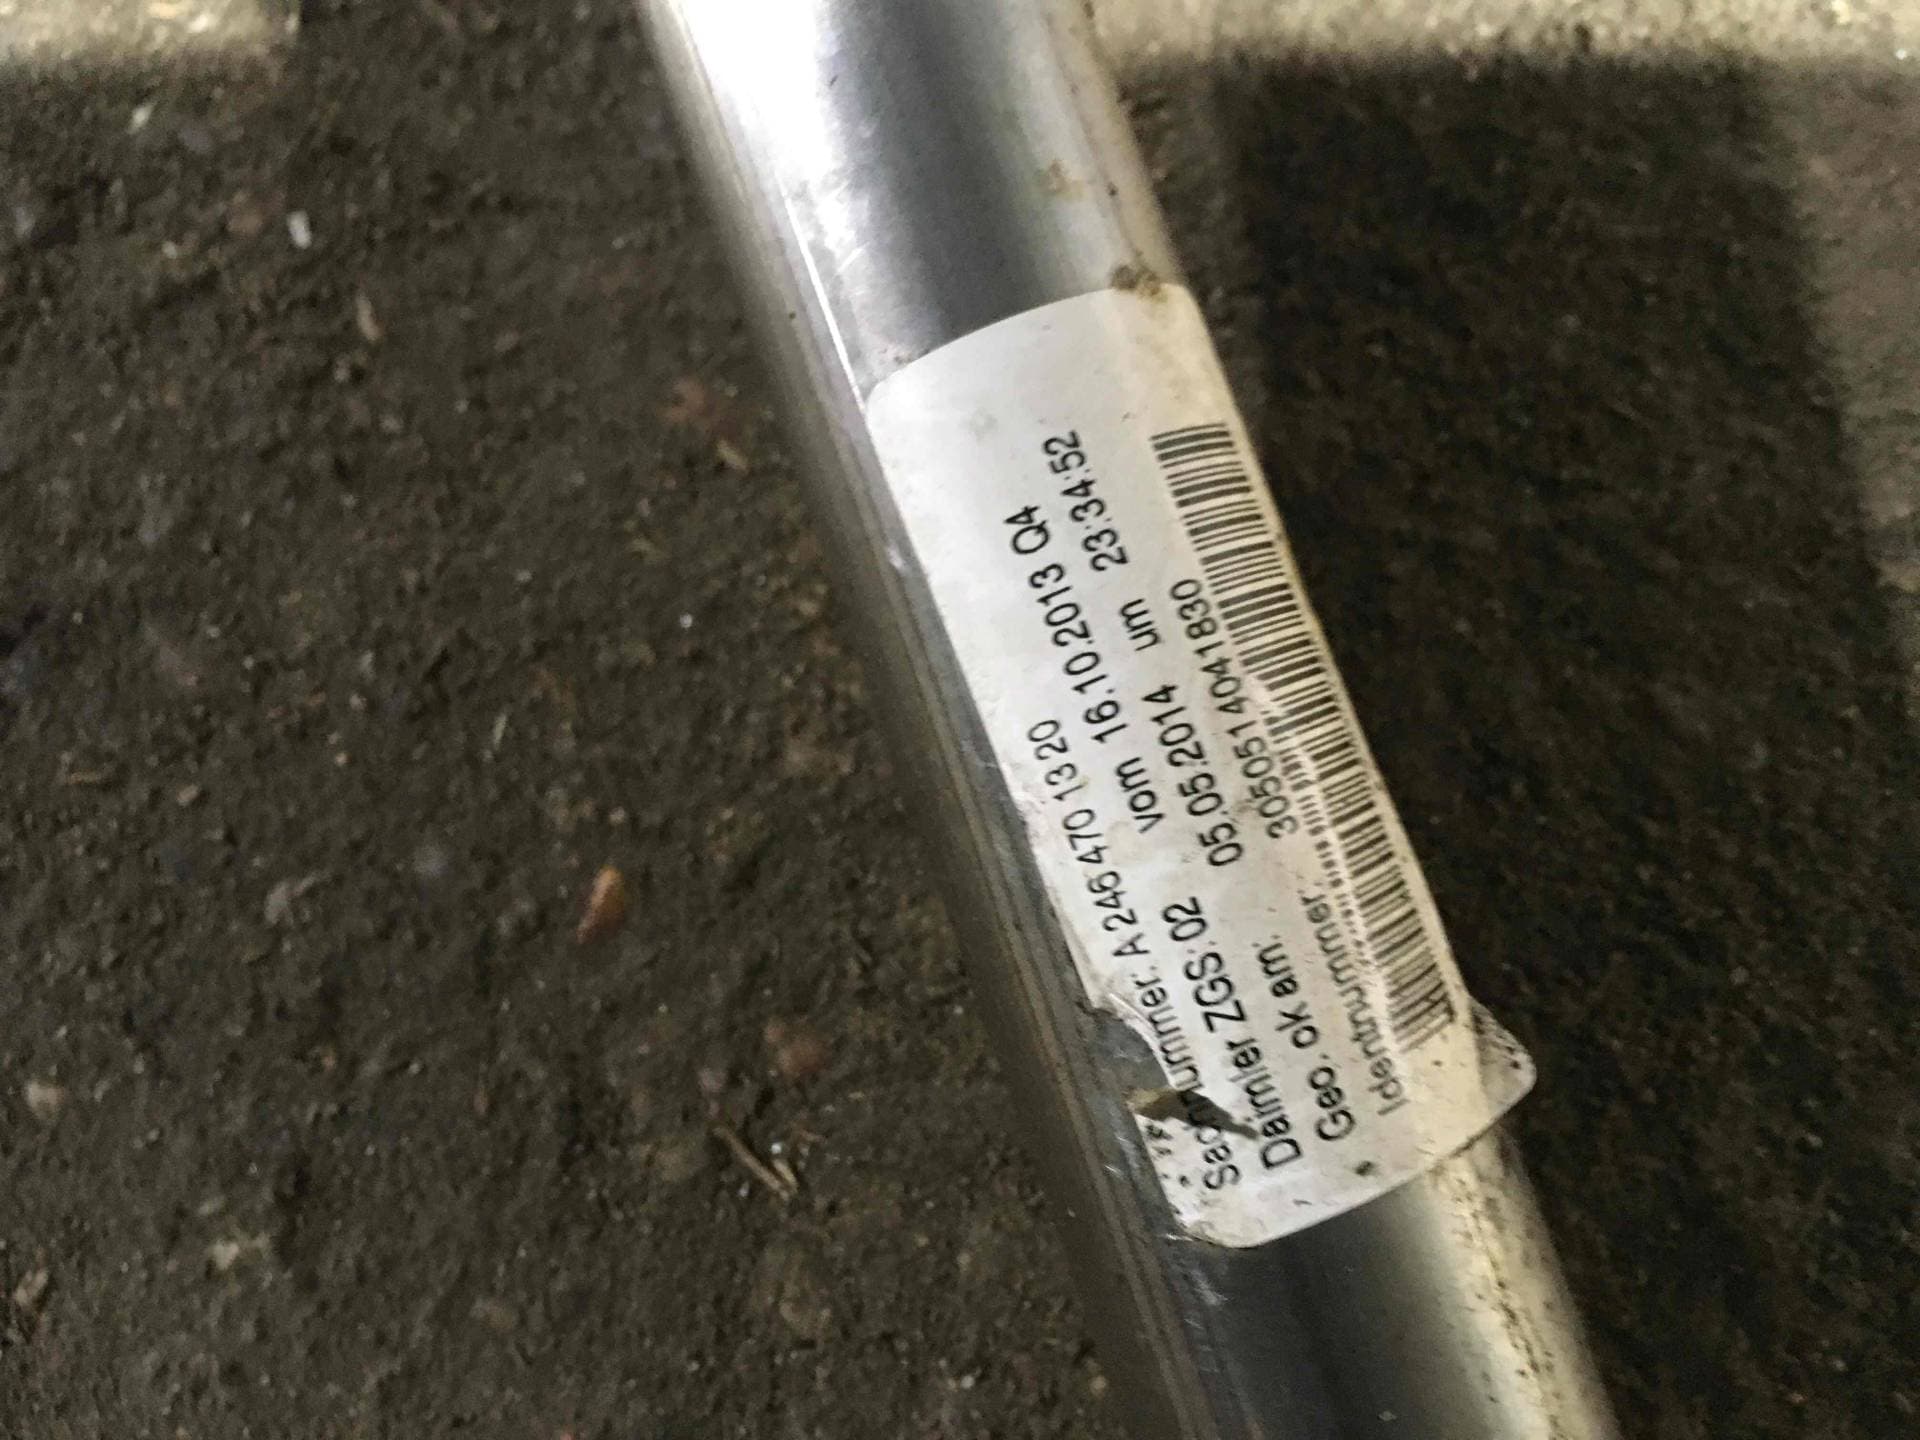 Sachnummer: A 246 470 13 20
Daimler ZGS: 02 vom 16.10.2013 Q4
Geo. ok am: 05.05.2014 um 23:34:52
Identnummer: 3050514041830